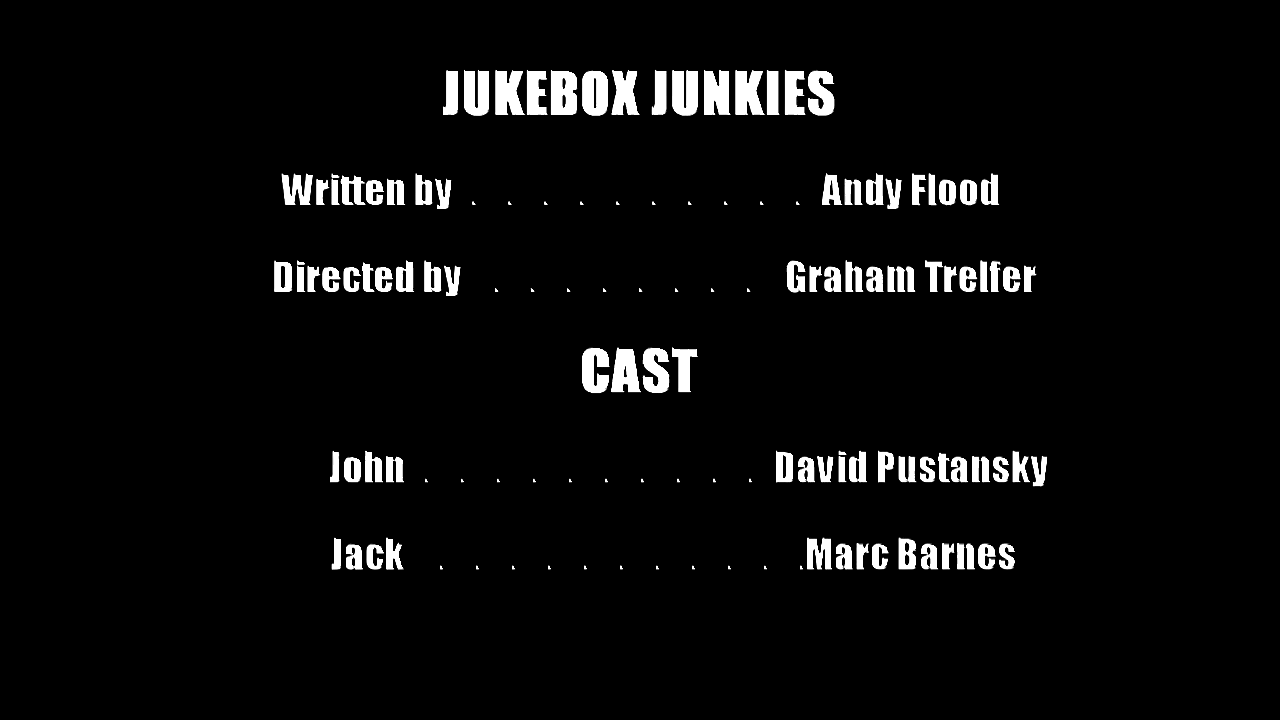 JUKEBOX JUNKIES
Written by . . . . . . . . . . Andy Flood
Directed by . . . . . . . . Graham Trelfer
CAST
John . . . . . . . . . . David Pustansky
Jack . . . . . . . . . . .Marc Barnes